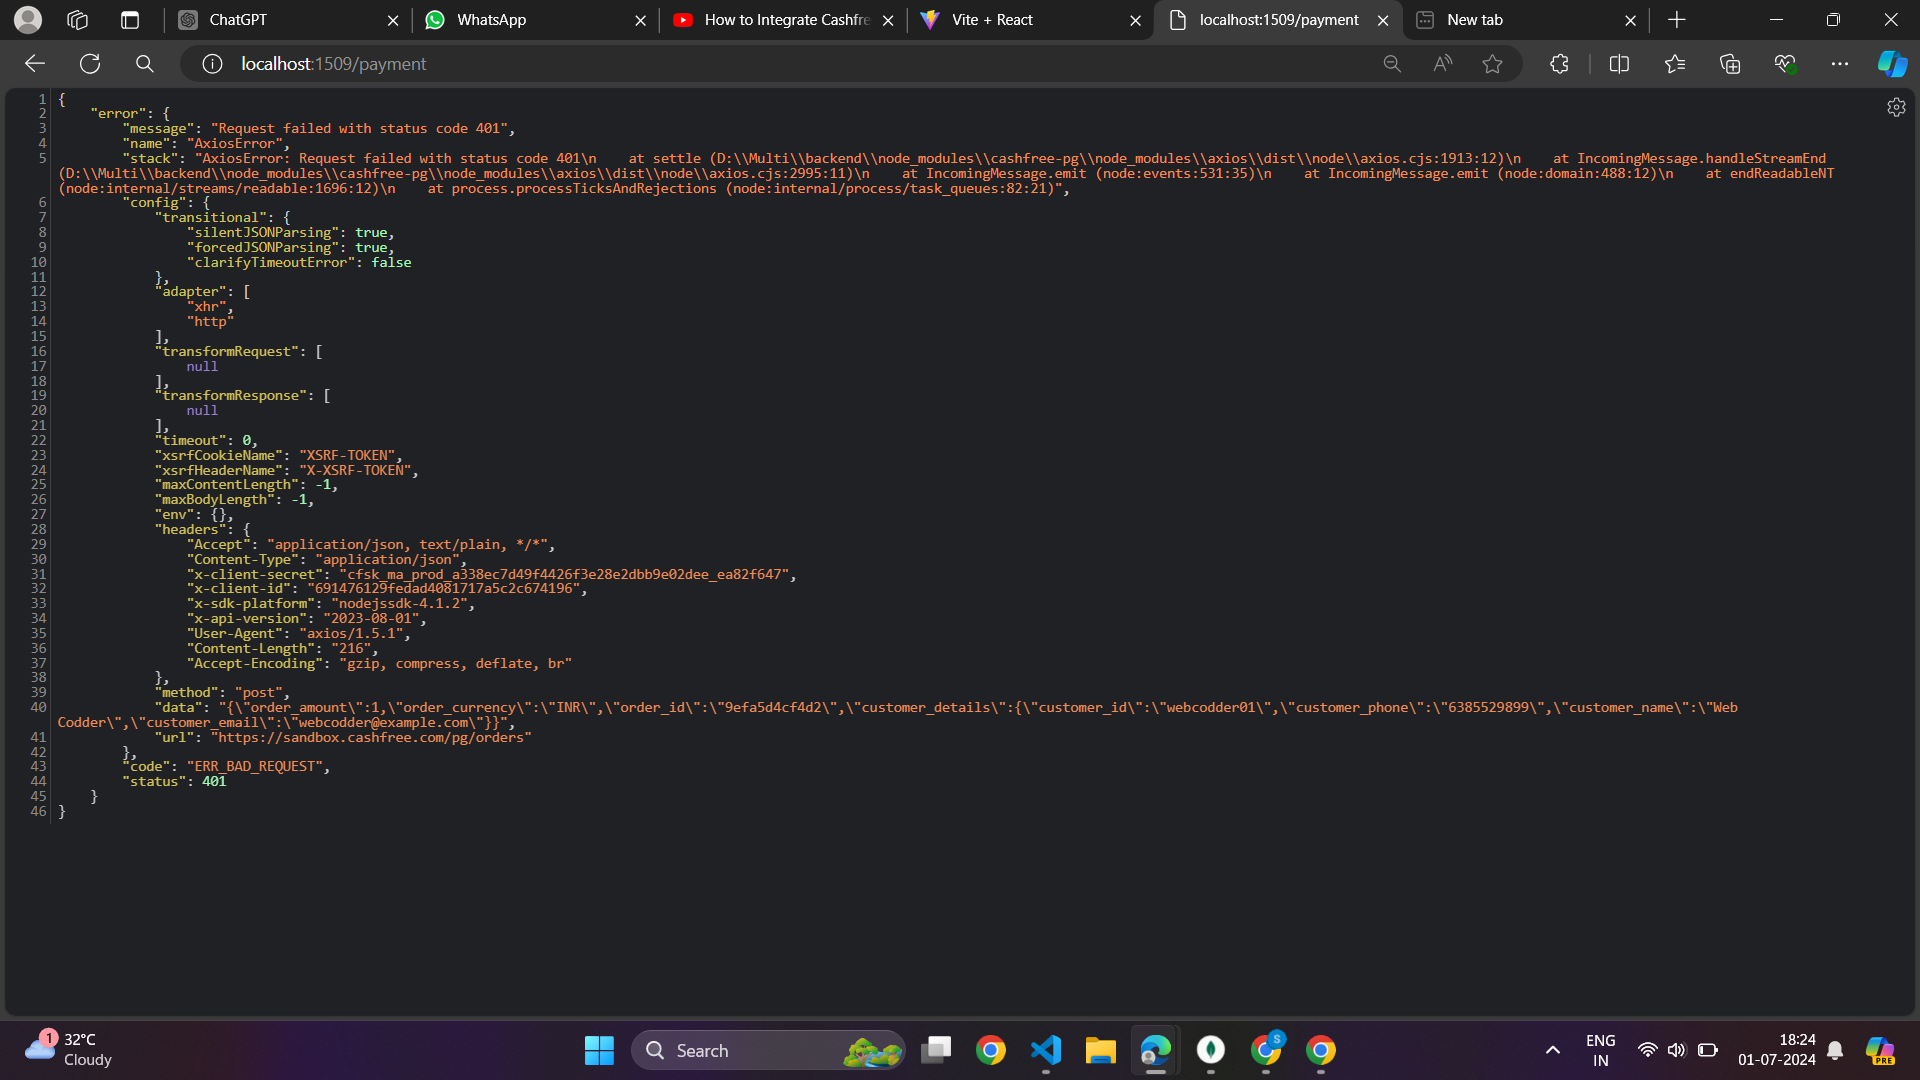 ChatGPT
WhatsApp
How to Integrate Cashfre
Vite + React
localhost:1509/payment
New tab
localhost:1509/payment
1 {
2 "error": {
3 "message": "Request failed with status code 401",
4 "name": "AxiosError",
5 "stack": "AxiosError: Request failed with status code 401\n    at settle (D:\\Multi\\backend\\node_modules\\cashfree-pg\\node_modules\\axios\\dist\\node\\axios.cjs:1913:12)\n    at IncomingMessage.handleStreamEnd
(D:\\Multi\\backend\\node_modules\\cashfree-pg\\node_modules\\axios\\dist\\node\\axios.cjs:2995:11)\n    at IncomingMessage.emit (node:events:531:35)\n    at IncomingMessage.emit (node:domain:488:12)\n    at endReadableNT
(node:internal/streams/readable:1696:12)\n    at process.processTicksAndRejections (node:internal/process/task_queues:82:21)",
6 "config": {
7 "transitional": {
8 "silentJSONParsing": true,
9 "forcedJSONParsing": true,
10 "clarifyTimeoutError": false
11 },
12 "adapter": [
13 "xhr",
14 "http"
15 ],
16 "transformRequest": [
17 null
18 ],
19 "transformResponse": [
20 null
21 ],
22 "timeout": 0,
23 "xsrfCookieName": "XSRF-TOKEN",
24 "xsrfHeaderName": "X-XSRF-TOKEN",
25 "maxContentLength": -1,
26 "maxBodyLength": -1,
27 "env": {},
28 "headers": {
29 "Accept": "application/json, text/plain, */*",
30 "Content-Type": "application/json",
31 "x-client-secret": "cfsk_ma_prod_a338ec7d49f4426f3e28e2dbb9e02dee_ea82f647",
32 "x-client-id": "691476129fedad4081717a5c2c674196",
33 "x-sdk-platform": "nodejssdk-4.1.2",
34 "x-api-version": "2023-08-01",
35 "User-Agent": "axios/1.5.1",
36 "Content-Length": "216",
37 "Accept-Encoding": "gzip, compress, deflate, br"
38 },
39 "method": "post",
40 "data": "{\"order_amount\":1,\"order_currency\":\"INR\",\"order_id\":\"9efa5d4cf4d2\",\"customer_details\":{\"customer_id\":\"webcodder01\",\"customer_phone\":\"6385529899\",\"customer_name\":\"Web
Codder\",\"customer_email\":\"webcodder@example.com\"}}",
41 "url": "https://sandbox.cashfree.com/pg/orders"
42 },
43 "code": "ERR_BAD_REQUEST",
44 "status": 401
45 }
46 }
1
32°C
Cloudy
Search
S
ENG
IN
18:24
01-07-2024
PRE